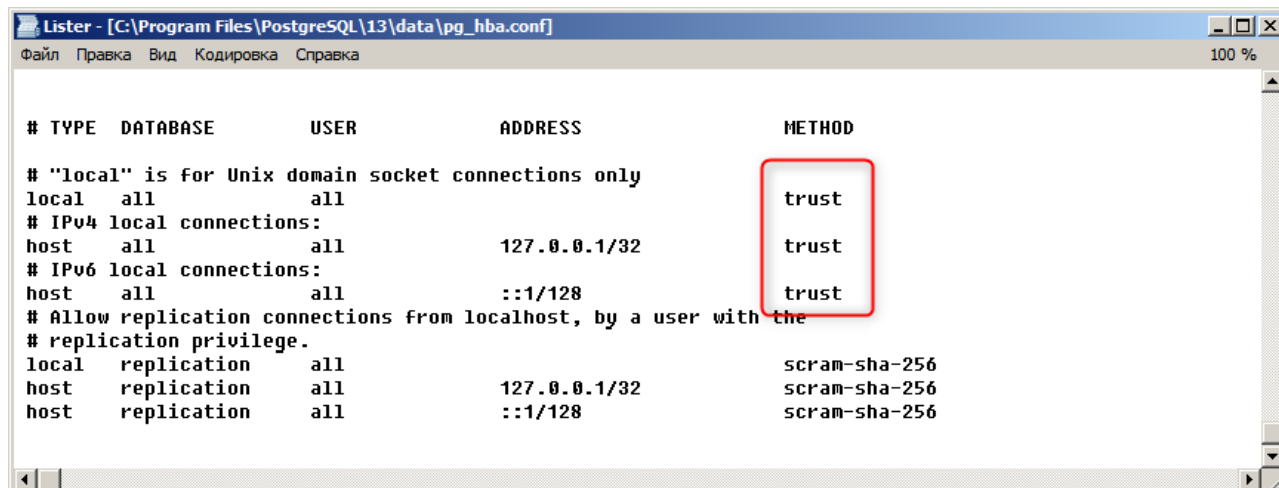 Lister - [C:\Program Files\PostgreSQL\13\data\pg_hba.conf]
Файл Правка Вид Кодировка Справка 100 %
# TYPE DATABASE USER ADDRESS METHOD
# "local" is for Unix domain socket connections only
local all all trust
# IPv4 local connections:
host all all 127.0.0.1/32 trust
# IPv6 local connections:
host all all ::1/128 trust
# Allow replication connections from localhost, by a user with the
# replication privilege.
local replication all scram-sha-256
host replication all 127.0.0.1/32 scram-sha-256
host replication all ::1/128 scram-sha-256